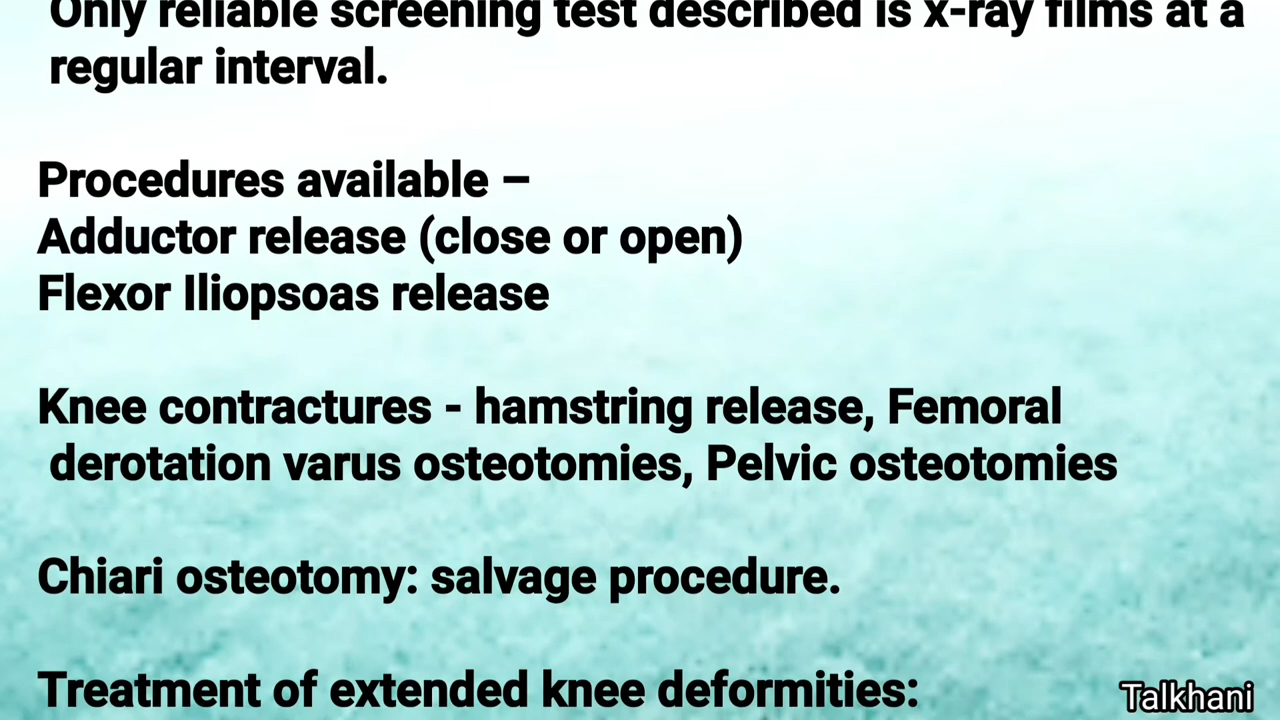 Only reliable screening test described is x-ray films at a
regular interval.
Procedures available –
Adductor release (close or open)
Flexor Iliopsoas release
Knee contractures - hamstring release, Femoral
derotation varus osteotomies, Pelvic osteotomies
Chiari osteotomy: salvage procedure.
Treatment of extended knee deformities:
Talkhani